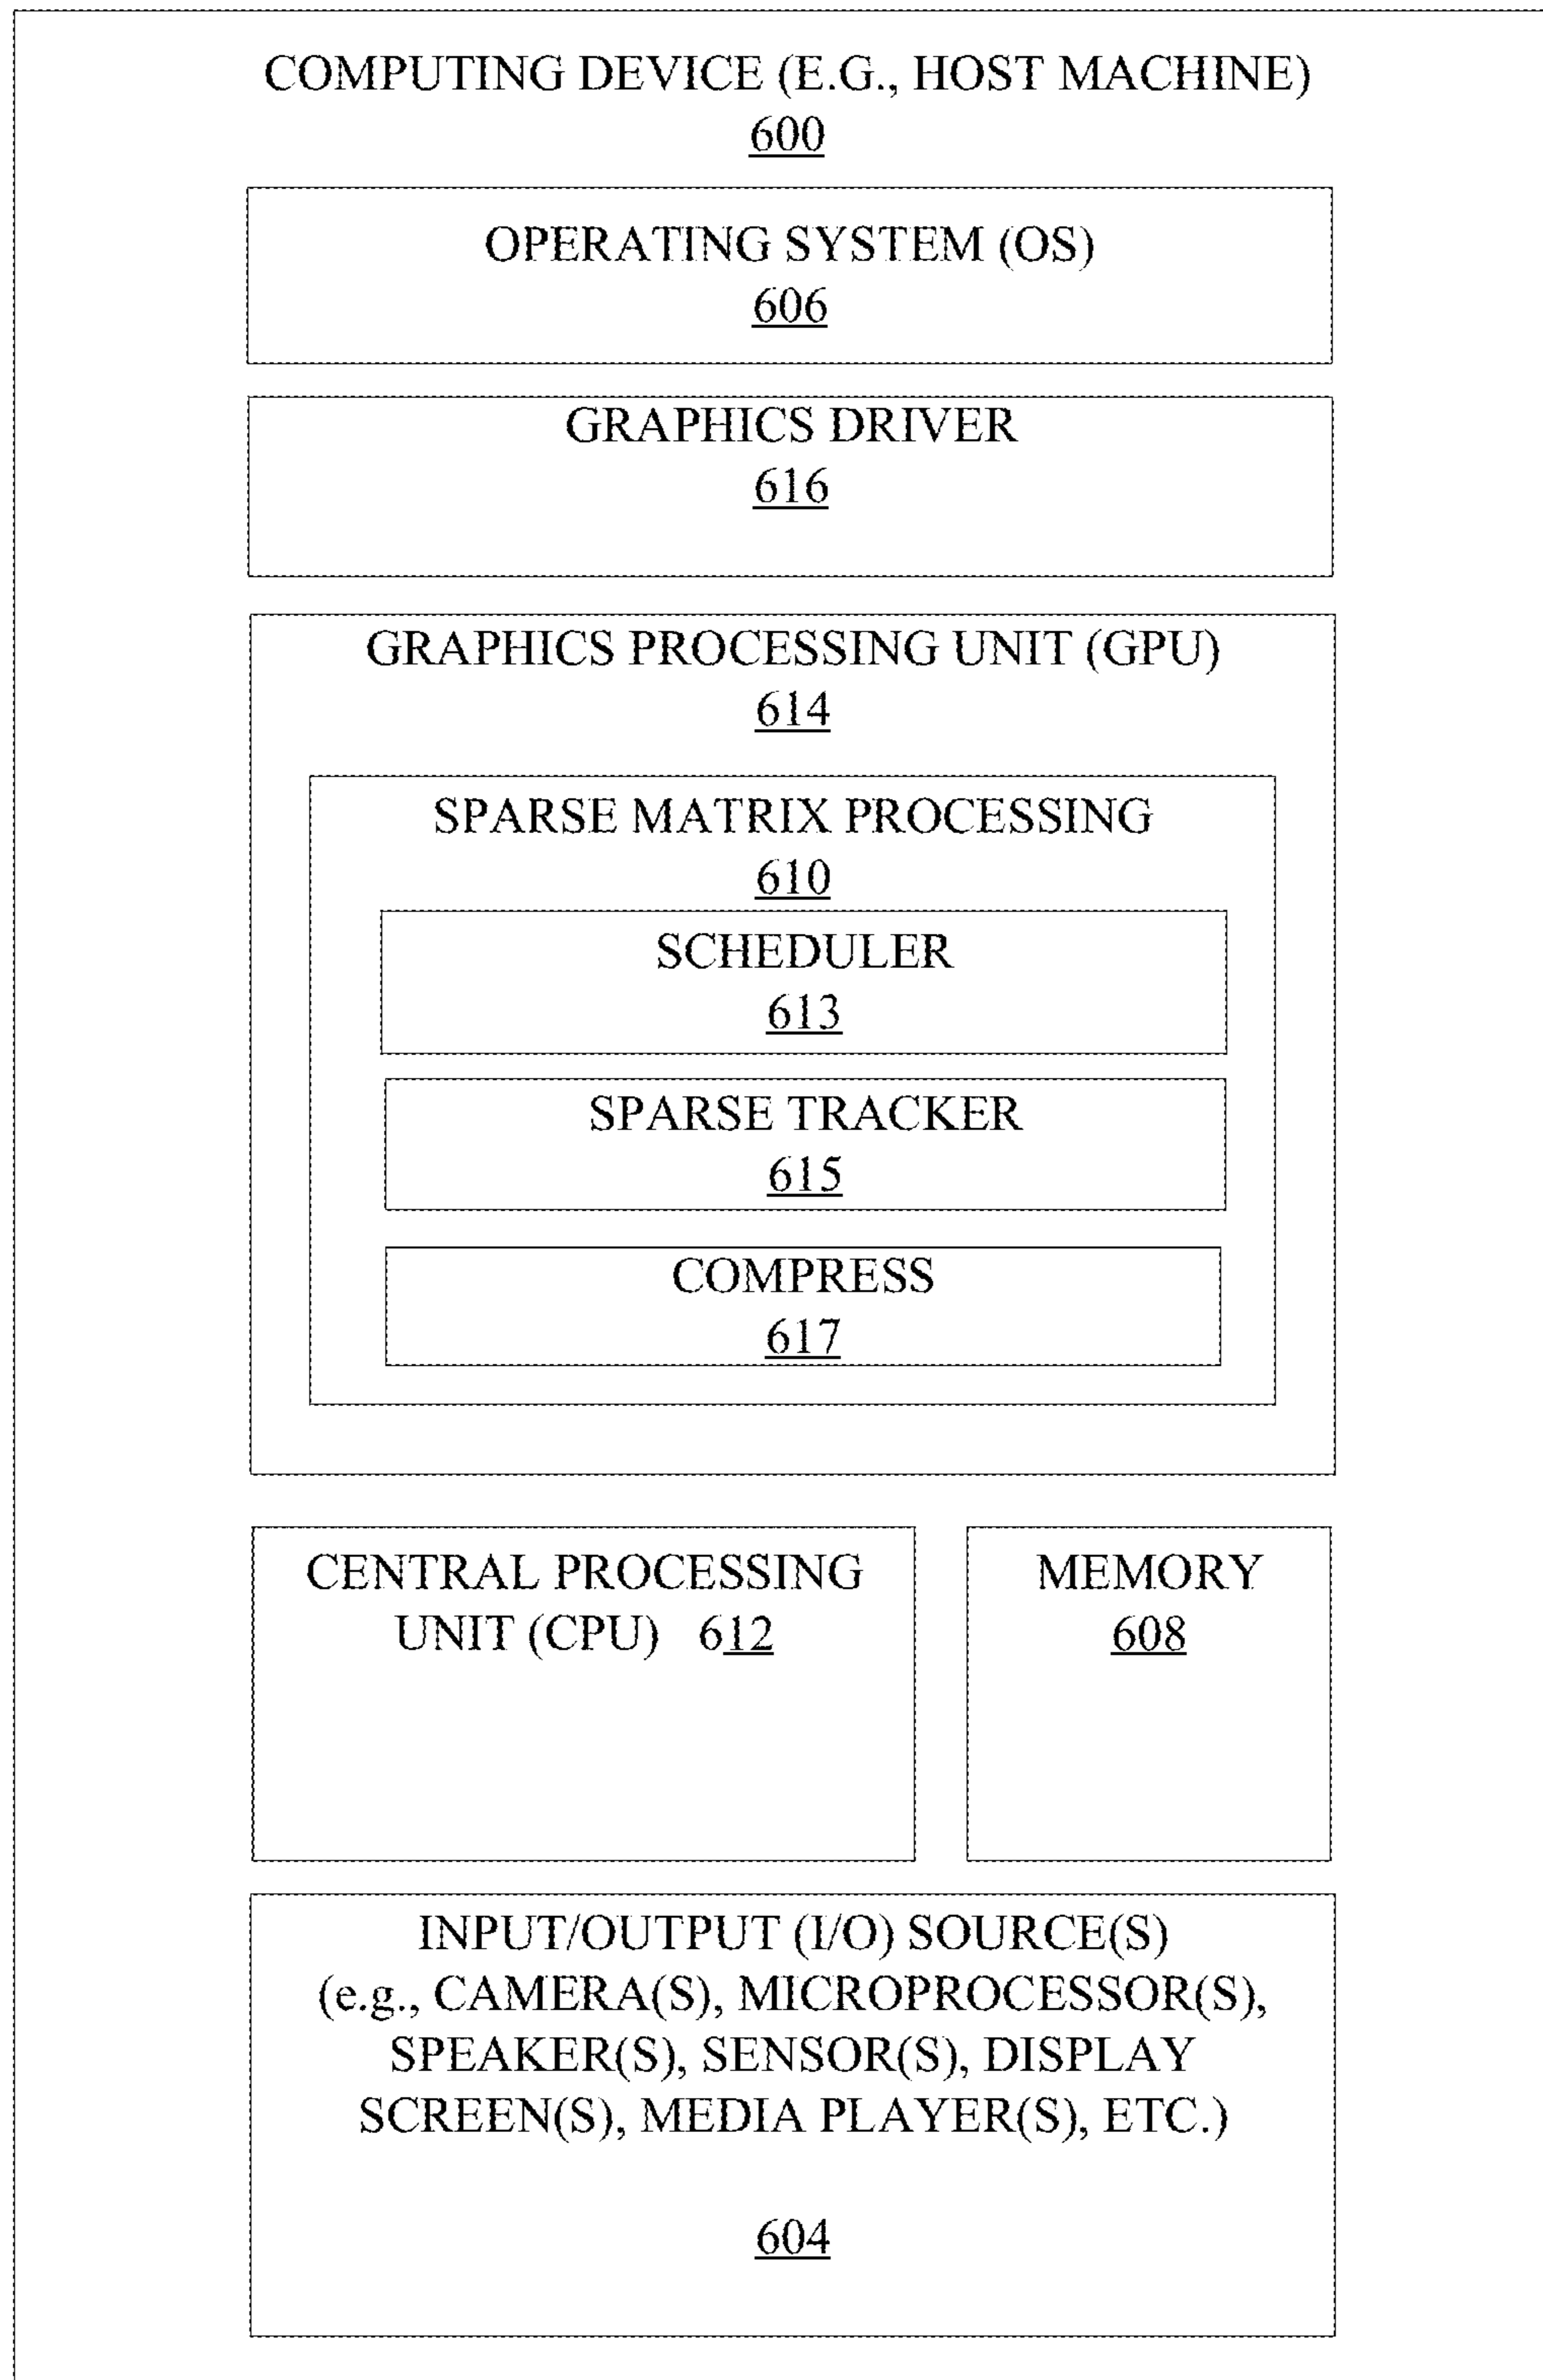 COMPUTING DEVICE (E.G., HOST MACHINE)
600
OPERATING SYSTEM (OS)
606
GRAPHICS DRIVER
616
GRAPHICS PROCESSING UNIT (GPU)
614
SPARSE MATRIX PROCESSING
610
SCHEDULER
613
SPARSE TRACKER
615
COMPRESS
617
CENTRAL PROCESSING
UNIT (CPU) 612
MEMORY
608
INPUT/OUTPUT (I/O) SOURCE(S)
(e.g., CAMERA(S), MICROPROCESSOR(S),
SPEAKER(S), SENSOR(S), DISPLAY
SCREEN(S), MEDIA PLAYER(S), ETC.)
604